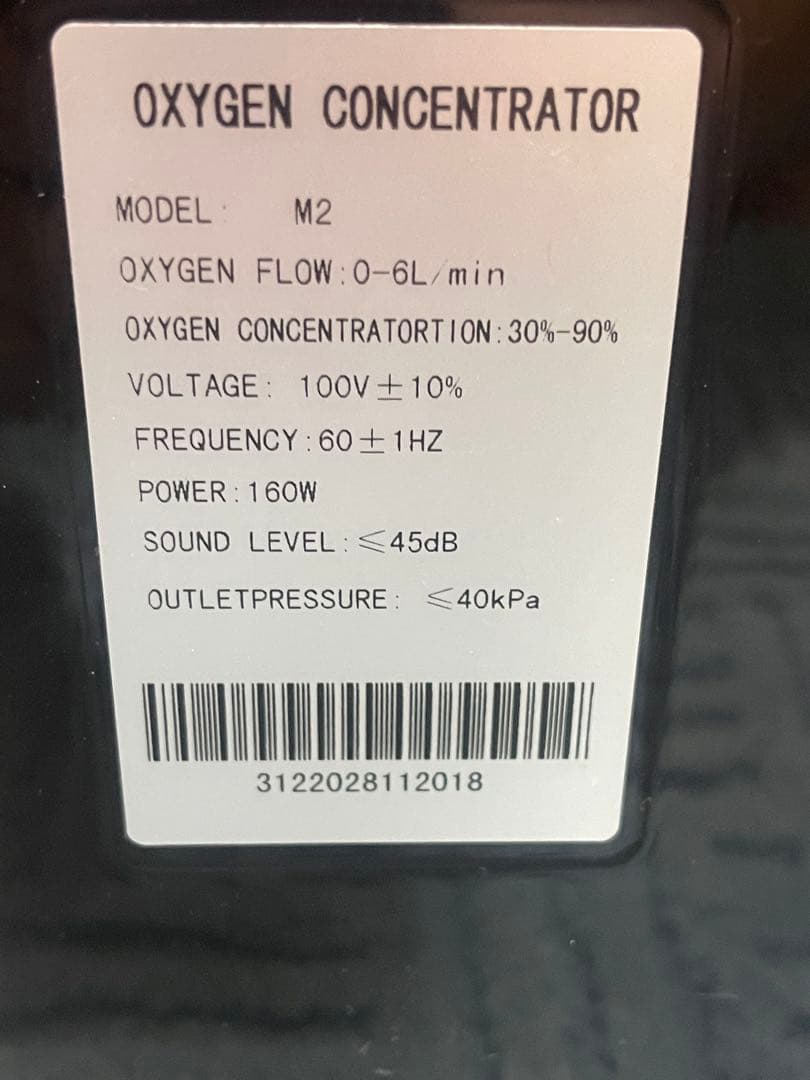 OXYGEN CONCENTRATOR
MODEL: M2
OXYGEN FLOW:0-6L/min
OXYGEN CONCENTRATORTION:30%-90%
VOLTAGE: 100V±10%
FREQUENCY:60±1HZ
POWER:160W
SOUND LEVEL:≤45dB
OUTLETPRESSURE: ≤40kPa
3122028112018